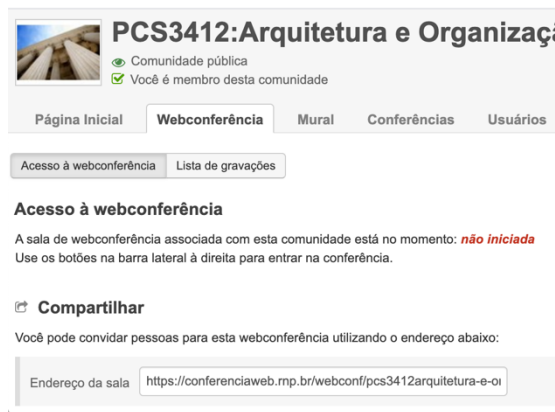 PCS3412:Arquitetura e Organizaç
Comunidade pública
Você é membro desta comunidade
Página Inicial Webconferência Mural Conferências Usuários
Acesso à webconferência Lista de gravações
Acesso à webconferência
A sala de webconferência associada com esta comunidade está no momento: não iniciada
Use os botões na barra lateral à direita para entrar na conferência.
Compartilhar
Você pode convidar pessoas para esta webconferência utilizando o endereço abaixo:
Endereço da sala https://conferenciaweb.rnp.br/webconf/pcs3412arquitetura-e-or